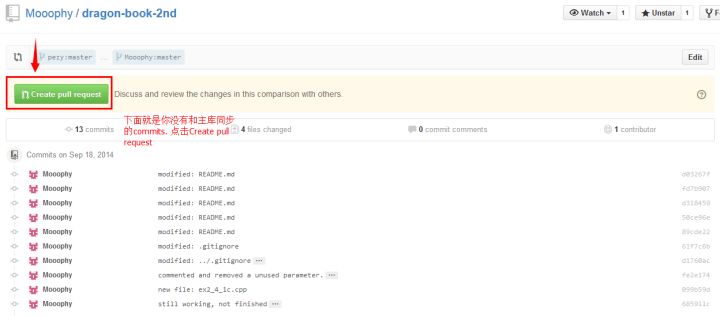 Mooophy / dragon-book-2nd
Watch 1 Unstar 1
pezy:master ... Mooophy:master Edit
Create pull request Discuss and review the changes in this comparison with others.
下面就是你没有和主库同步
的commits. 点击Create pull
request
13 commits 4 files changed 0 commit comments 1 contributor
Commits on Sep 18, 2014
Mooophy modified: README.md d03267f
Mooophy modified: README.md fd7b907
Mooophy modified: README.md d318459
Mooophy modified: README.md 50ce96e
Mooophy modified: README.md 89cde22
Mooophy modified: .gitignore 61f7c6b
Mooophy modified: ../.gitignore d1760ac
Mooophy commented and removed a unused parameter. fe2e174
Mooophy new file: ex2_4_1c.cpp 099b59d
Mooophy still working, not finished